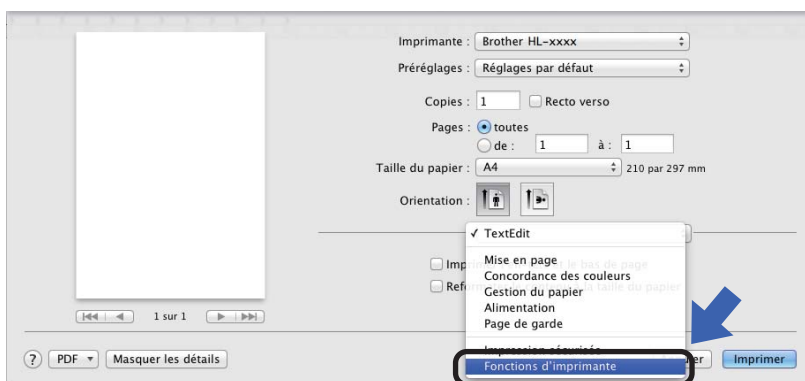 Imprimante : Brother HL-xxxx
Préréglages : Réglages par défaut
Copies : 1 Recto verso
Pages : toutes
de : 1 à : 1
Taille du papier : A4 210 par 297 mm
Orientation :
✓ TextEdit
Mise en page
Concordance des couleurs
Gestion du papier
Alimentation
Page de garde
Impression sécurisée
Fonctions d'imprimante
1 sur 1
? PDF Masquer les détails Imprimer